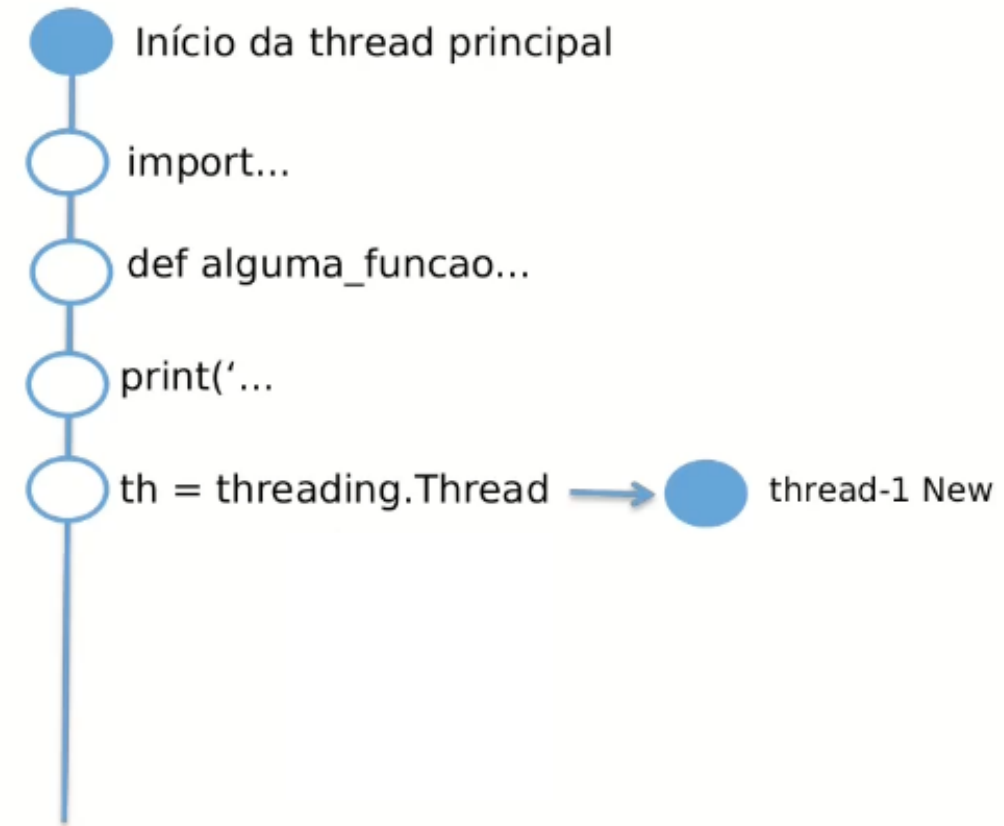 Início da thread principal
import...
def alguma_funcao...
print(‘...
th = threading.Thread
thread-1 New